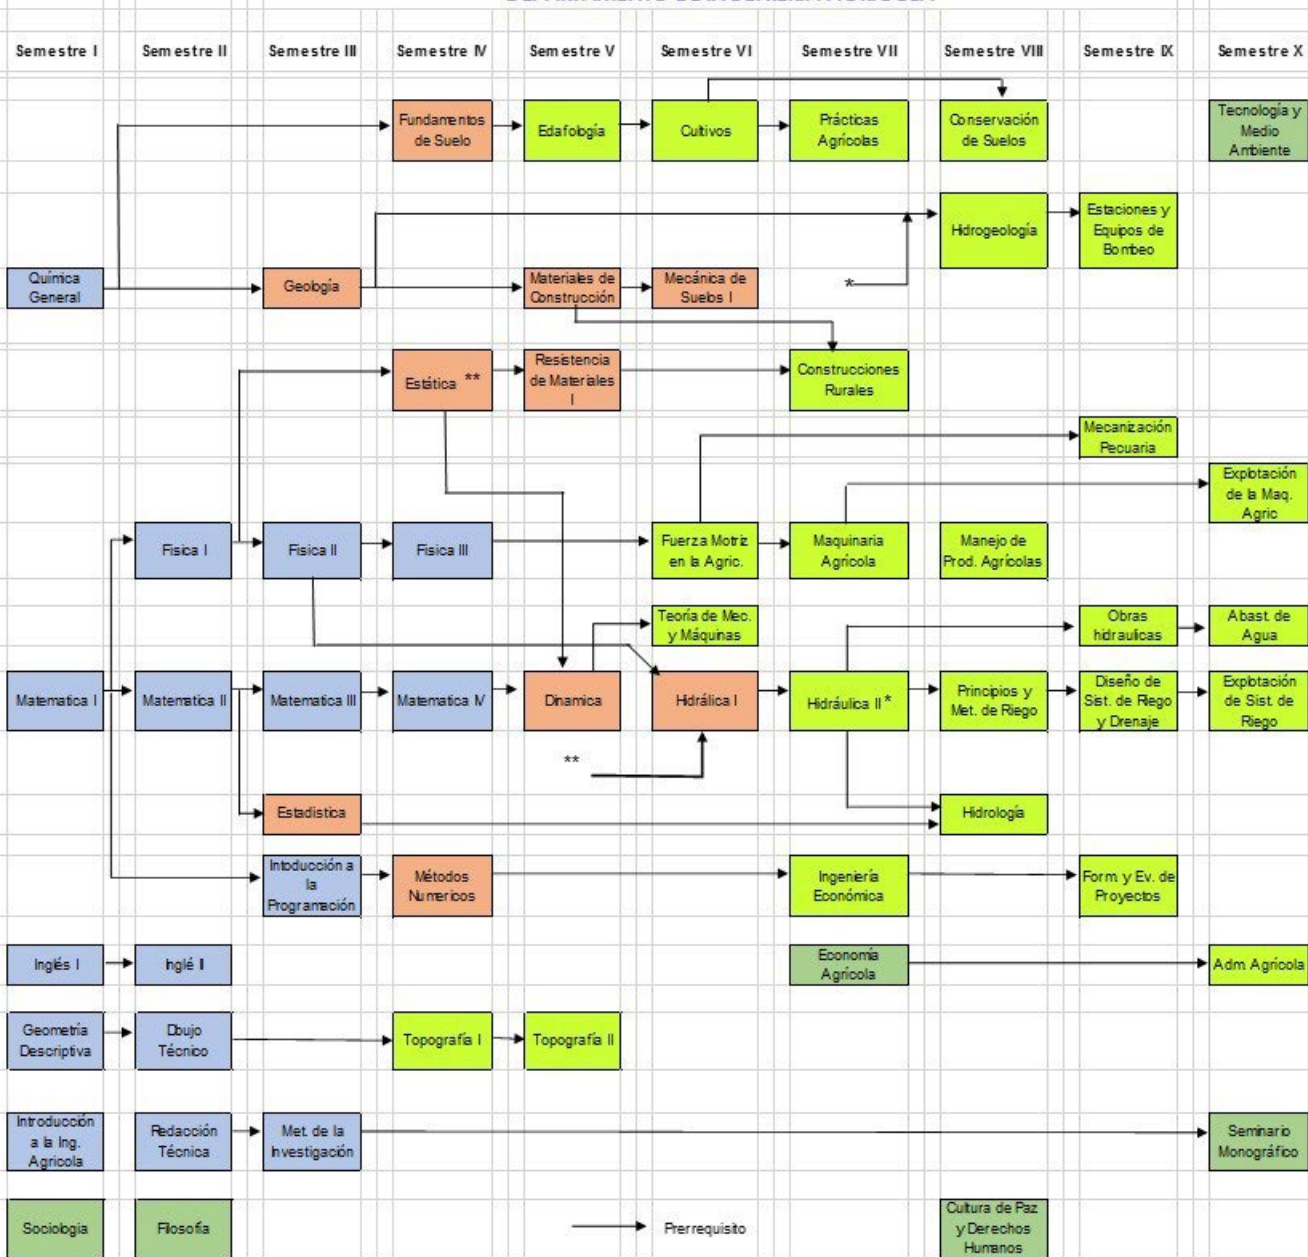 Semestre I
Semestre II
Semestre III
Semestre IV
Semestre V
Semestre VI
Semestre VII
Semestre VIII
Semestre IX
Semestre X
Fundamentos
de Suelo
Edafología
Cultivos
Prácticas
Agrícolas
Conservación
de Suelos
Tecnología y
Medio
Ambiente
Hidrogeología
Estaciones y
Equipos de
Bombeo
Química
General
Geología
Materiales de
Construcción
Mecánica de
Suelos I
*
Estática **
Resistencia
de Materiales
I
Construcciones
Rurales
Mecanización
Pecuaria
Explotación
de la Maq.
Agric
Fisica I
Fisica II
Fisica III
Fuerza Motriz
en la Agric.
Maquinaria
Agrícola
Manejo de
Prod. Agrícolas
Teoría de Mec.
y Máquinas
Obras
hidraulicas
Abast. de
Agua
Matematica I
Matematica II
Matematica III
Matematica IV
Dinamica
Hidrálica I
Hidráulica II *
Principios y
Met. de Riego
Diseño de
Sist. de Riego
y Drenaje
Explotación
de Sist. de
Riego
**
Estadistica
Hidrología
Intoducción a
la
Programación
Métodos
Numericos
Ingeniería
Económica
Form. y Ev. de
Proyectos
Inglés I
Inglé II
Economía
Agrícola
Adm. Agrícola
Geometría
Descriptiva
Dbujo
Técnico
Topografía I
Topografía II
Introducción
a la Ing.
Agricola
Redacción
Técnica
Met. de la
Investigación
Seminario
Monográfico
Sociologia
Filosofía
Prerrequisito
Cultura de Paz
y Derechos
Humanos